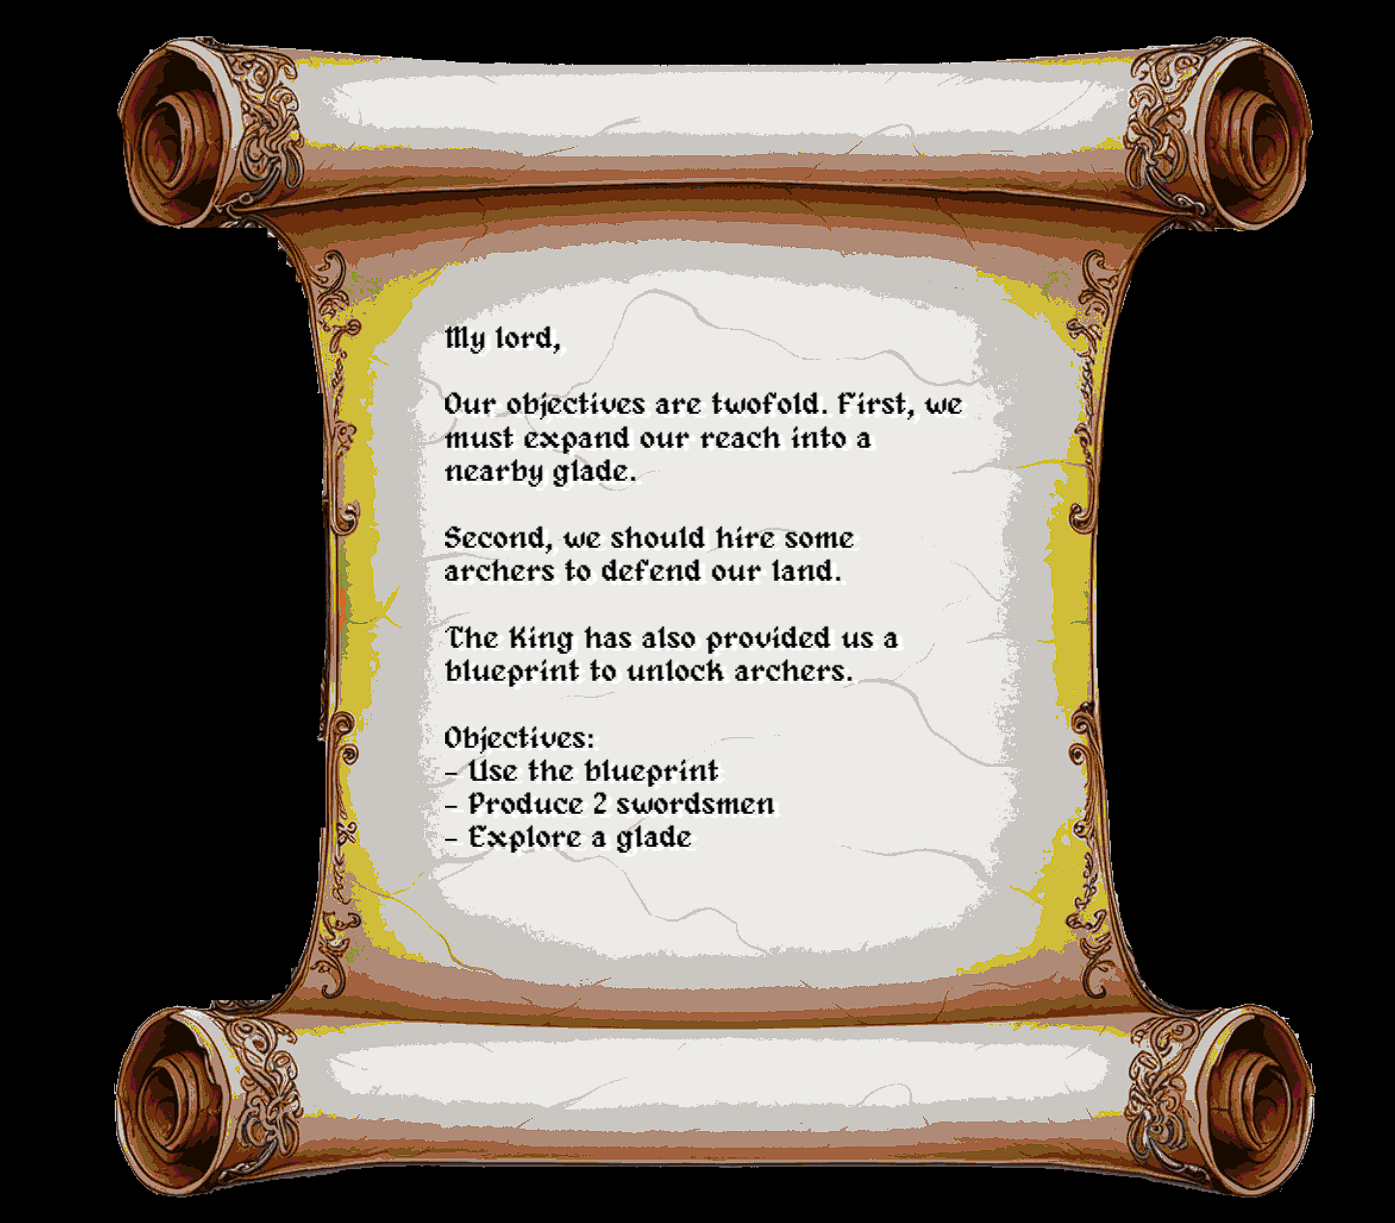 My lord,
Our objectives are twofold. First, we
must expand our reach into a
nearby glade.
Second, we should hire some
archers to defend our land.
The King has also provided us a
blueprint to unlock archers.
Objectives:
- Use the blueprint
- Produce 2 swordsmen
- Explore a glade